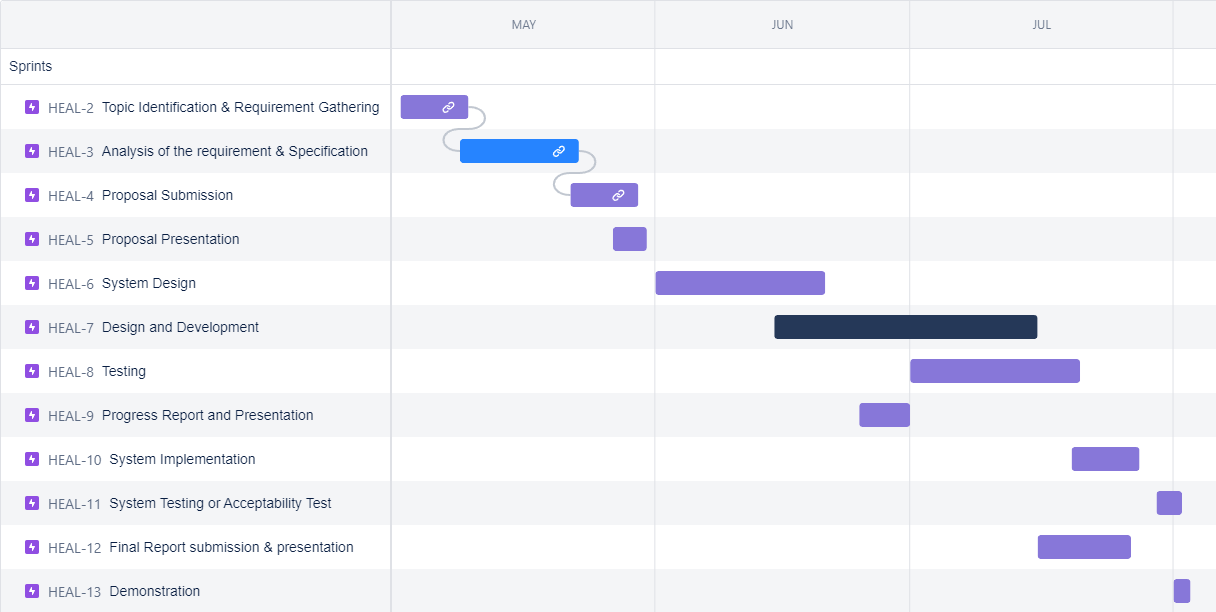 MAY JUN JUL
Sprints
HEAL-2 Topic Identification & Requirement Gathering
HEAL-3 Analysis of the requirement & Specification
HEAL-4 Proposal Submission
HEAL-5 Proposal Presentation
HEAL-6 System Design
HEAL-7 Design and Development
HEAL-8 Testing
HEAL-9 Progress Report and Presentation
HEAL-10 System Implementation
HEAL-11 System Testing or Acceptability Test
HEAL-12 Final Report submission & presentation
HEAL-13 Demonstration